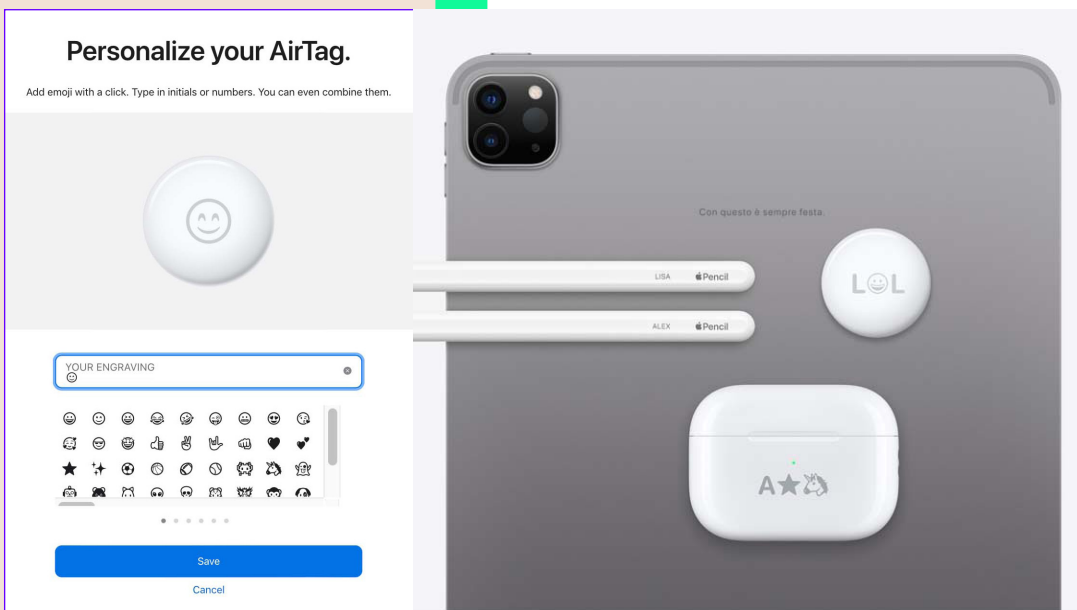 Personalize your AirTag.
Add emoji with a click. Type in initials or numbers. You can even combine them.
YOUR ENGRAVING
😊
Save
Cancel
Con questo è sempre festa.
LISA Pencil
L😀L
ALEX Pencil
A★🦄